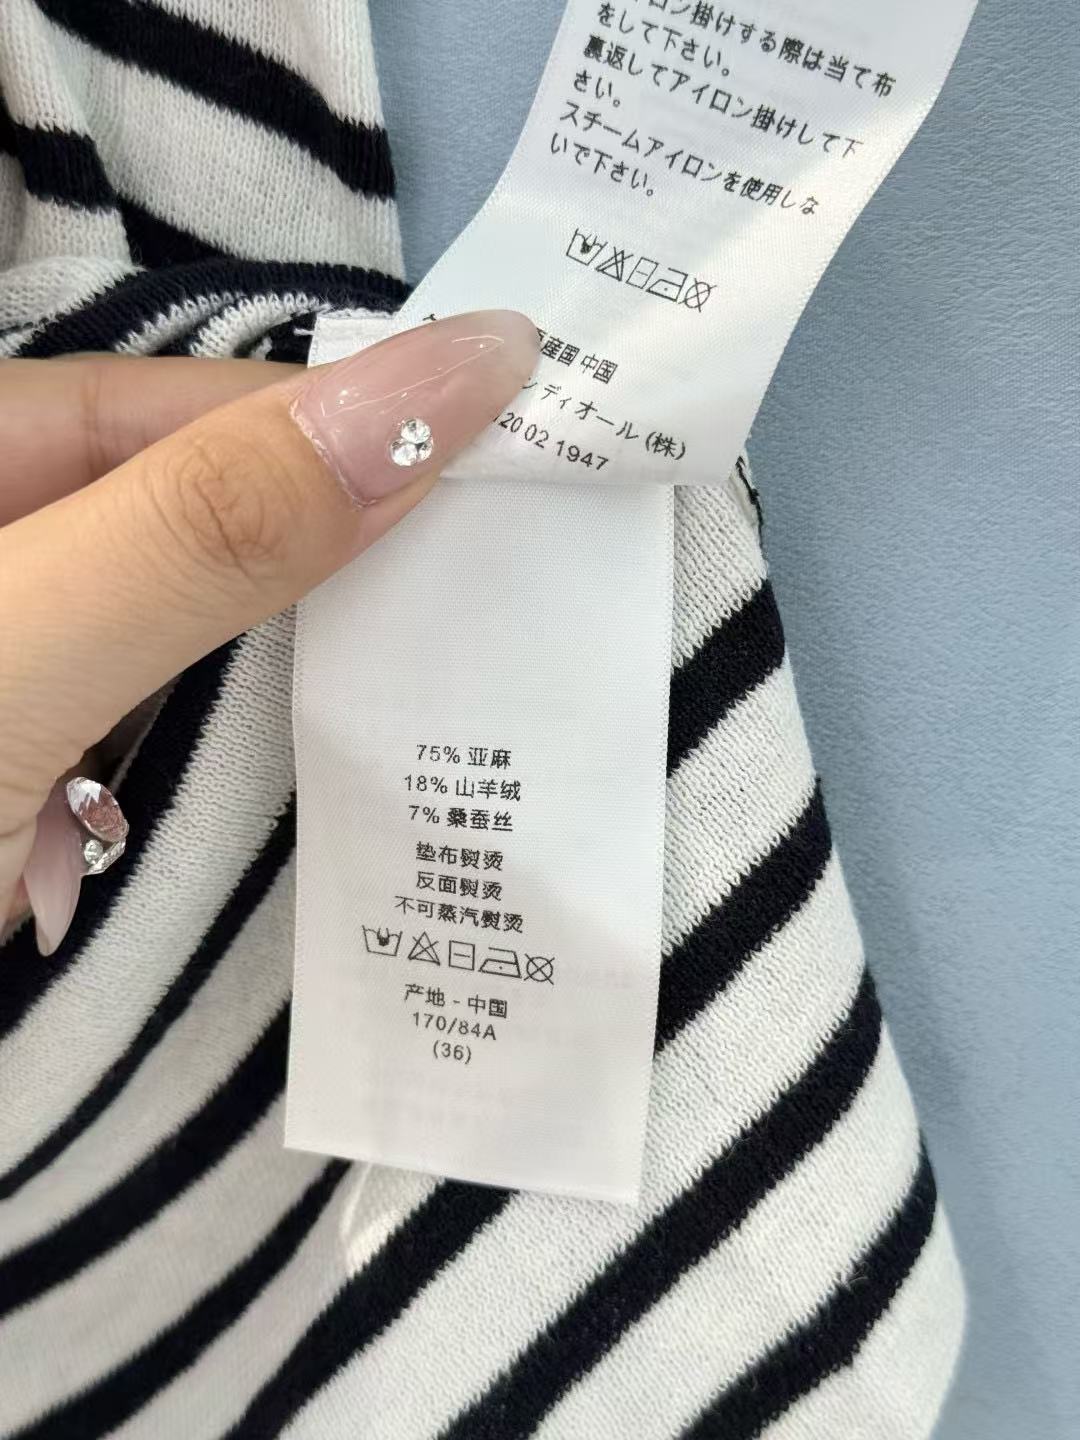 イロン掛けする際は当て布
をして下さい。
裏返してアイロン掛けして下
さい。
スチームアイロンを使用しな
いで下さい。
産国 中国
ディオール (株)
120 02 1947
75% 亚麻
18% 山羊绒
7% 桑蚕丝
垫布熨烫
反面熨烫
不可蒸汽熨烫
产地 - 中国
170/84A
(36)